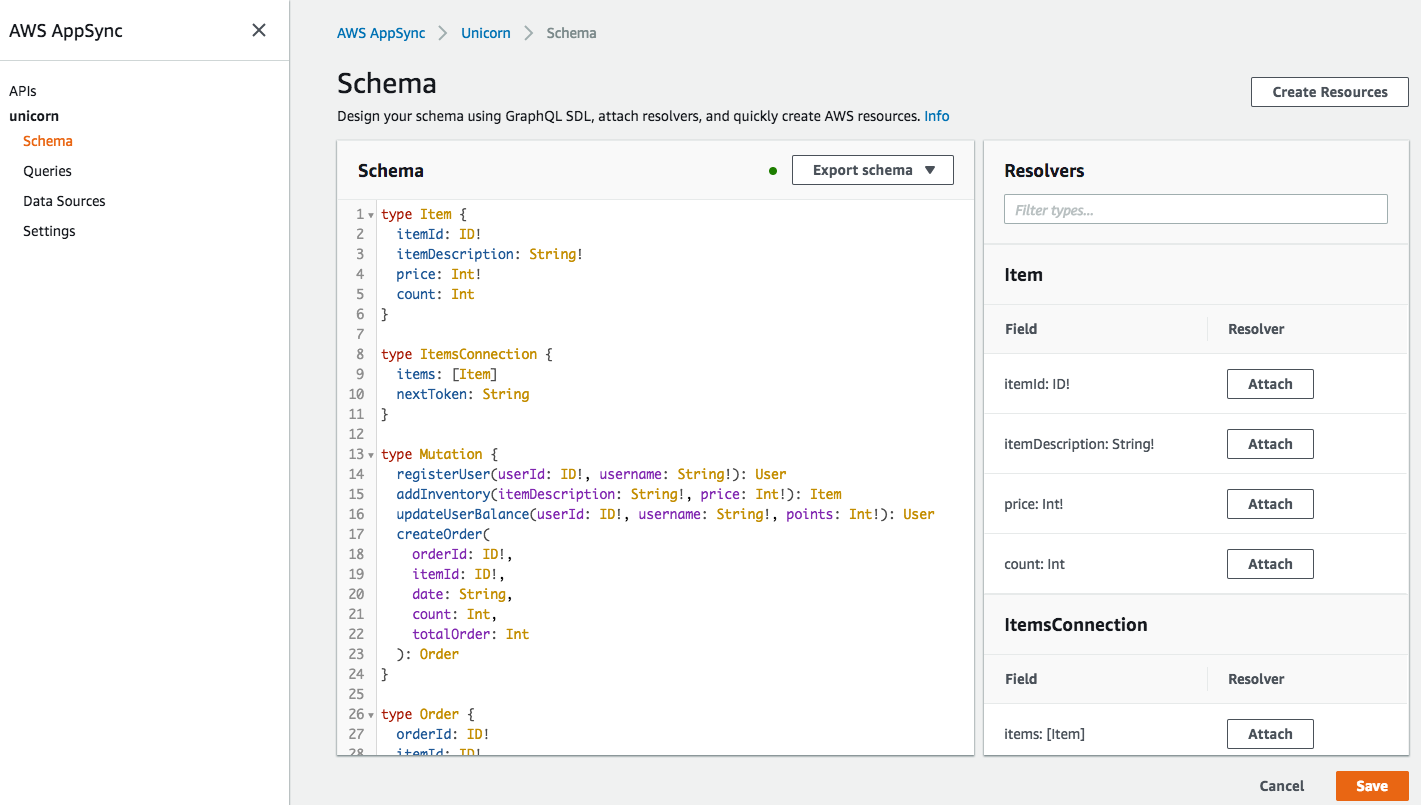 AWS AppSync
APIs
unicorn
Schema
Queries
Data Sources
Settings
AWS AppSync > Unicorn > Schema
Schema
Design your schema using GraphQL SDL, attach resolvers, and quickly create AWS resources. Info
Create Resources
Schema
Export schema
1 type Item {
2 itemId: ID!
3 itemDescription: String!
4 price: Int!
5 count: Int
6 }
7
8 type ItemsConnection {
9 items: [Item]
10 nextToken: String
11 }
12
13 type Mutation {
14 registerUser(userId: ID!, username: String!): User
15 addInventory(itemDescription: String!, price: Int!): Item
16 updateUserBalance(userId: ID!, username: String!, points: Int!): User
17 createOrder(
18 orderId: ID!,
19 itemId: ID!,
20 date: String,
21 count: Int,
22 totalOrder: Int
23 ): Order
24 }
25
26 type Order {
27 orderId: ID!
28 itemId: ID!
Resolvers
Filter types...
Item
Field Resolver
itemId: ID! Attach
itemDescription: String! Attach
price: Int! Attach
count: Int Attach
ItemsConnection
Field Resolver
items: [Item] Attach
Cancel Save